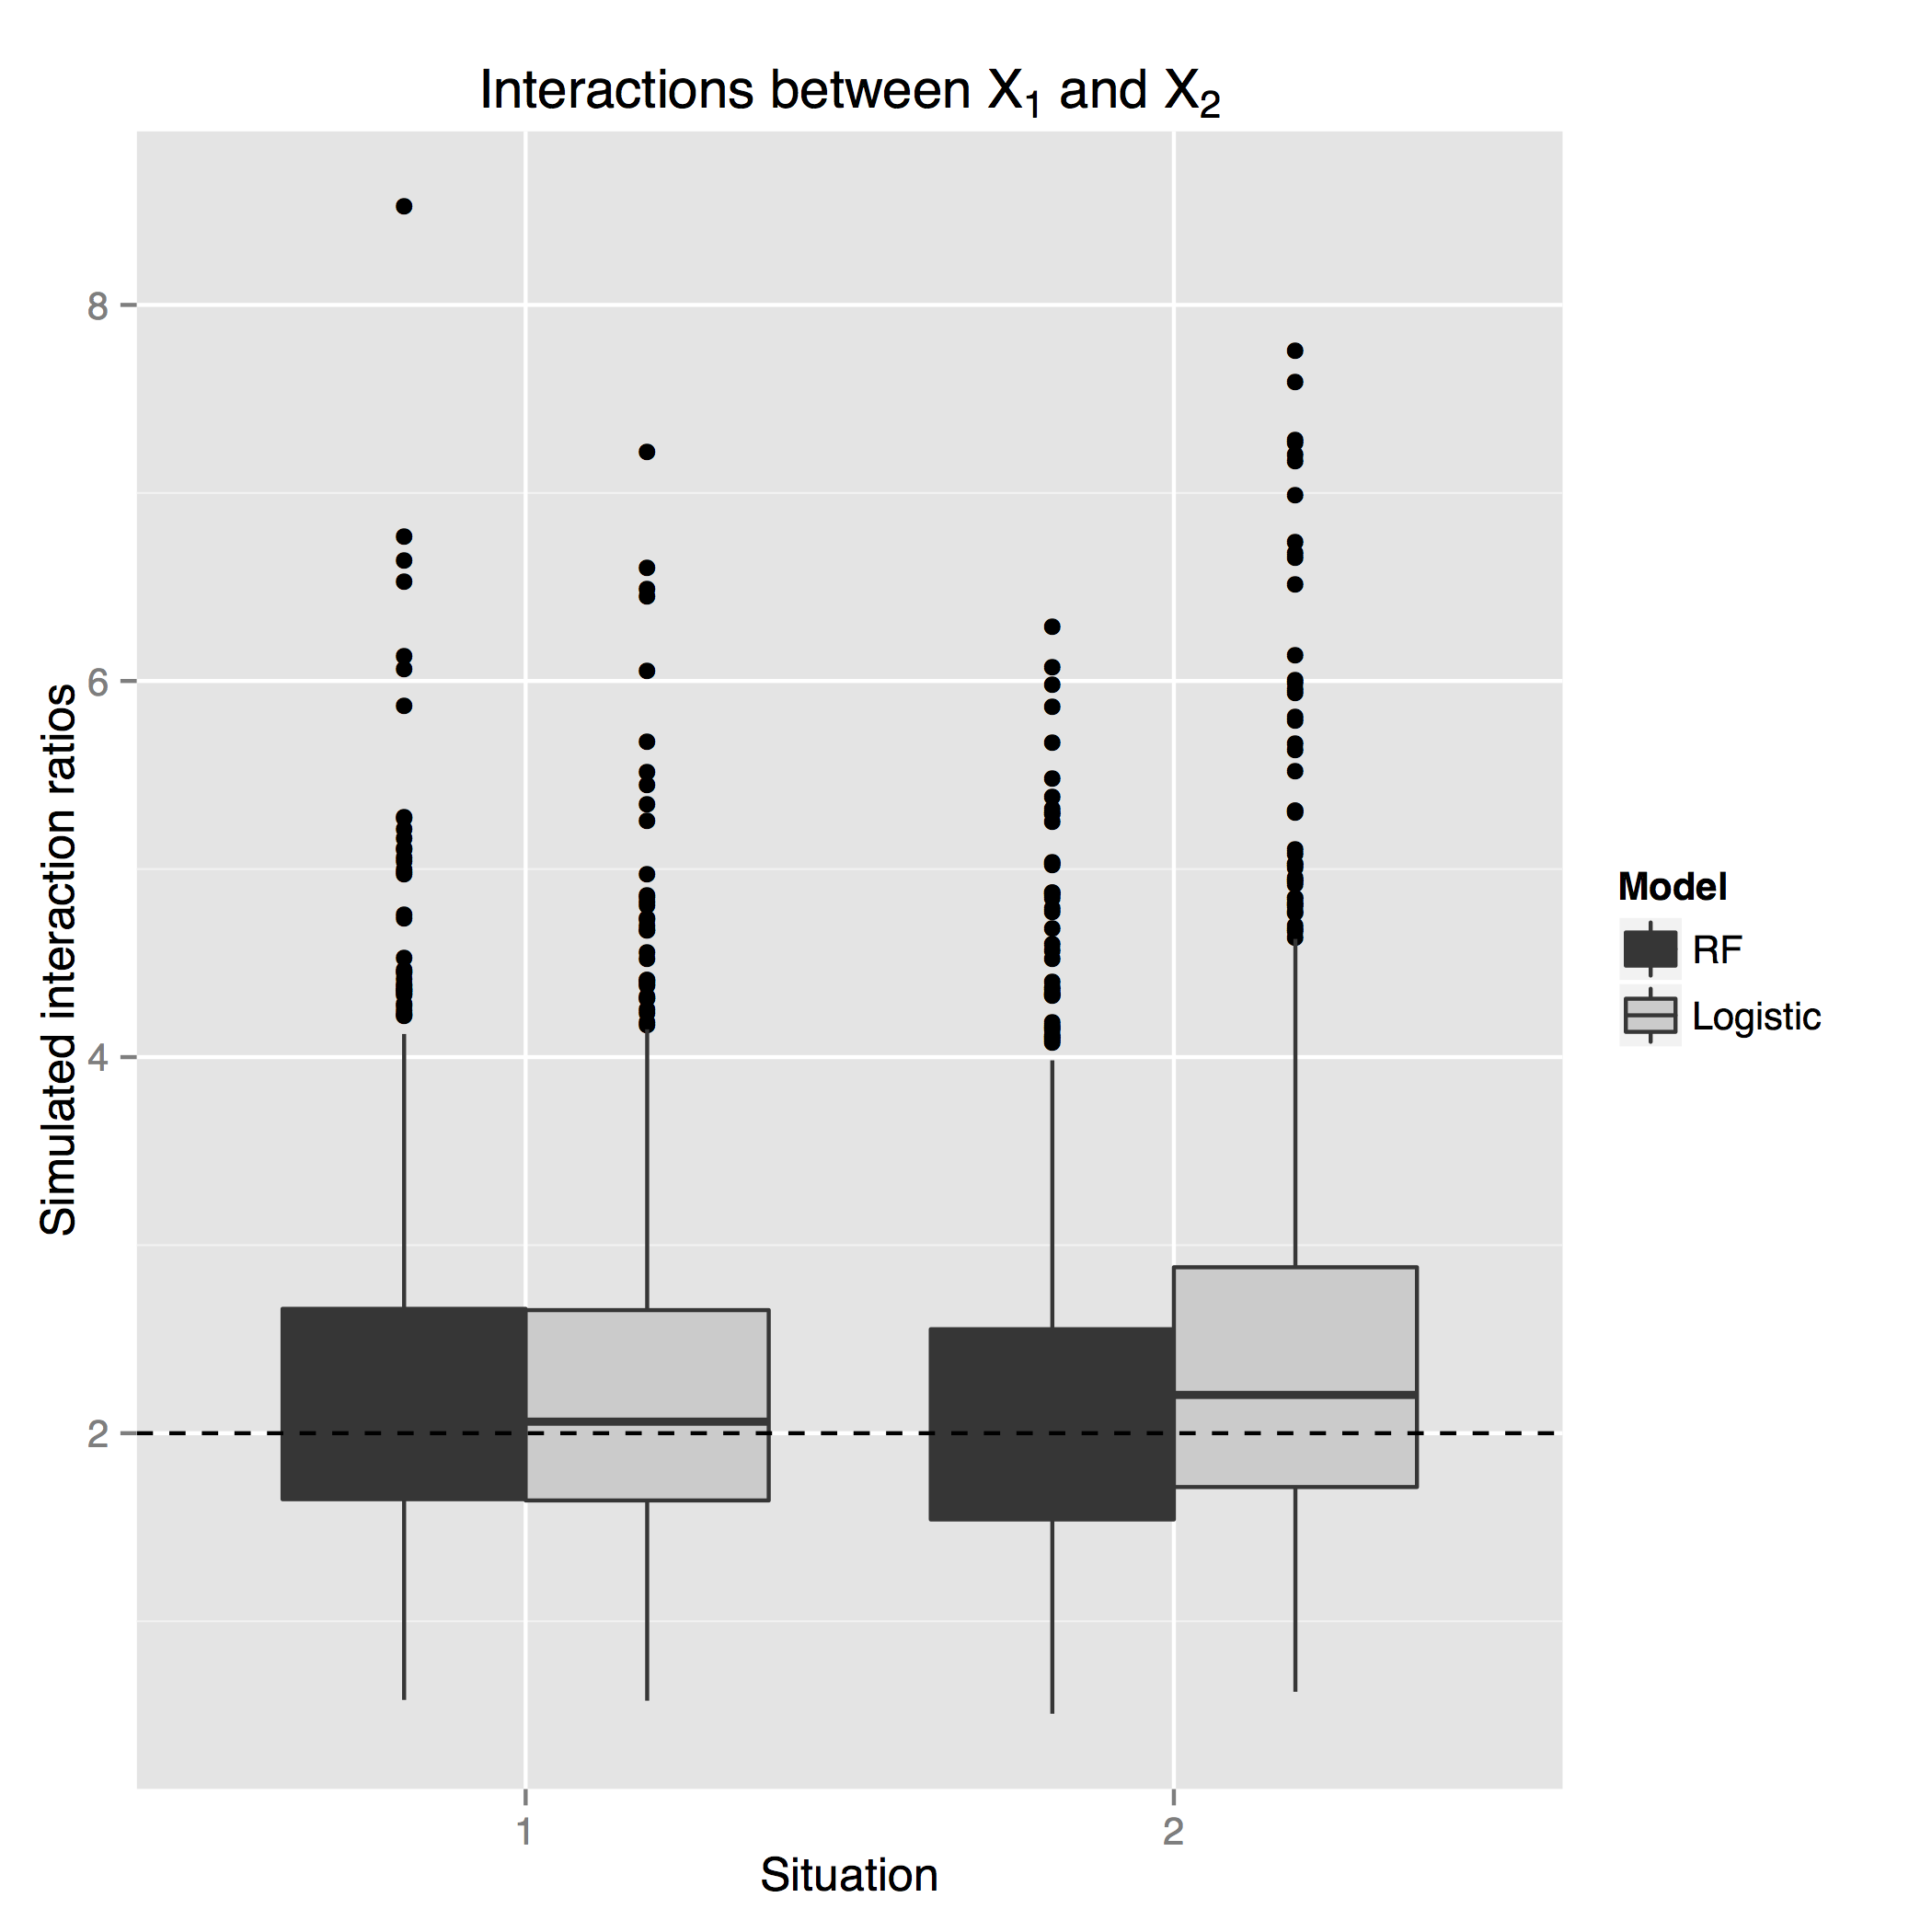 Interactions between X₁ and X₂
Simulated interaction ratios
8
6
4
2
1
2
Situation
Model
RF
Logistic